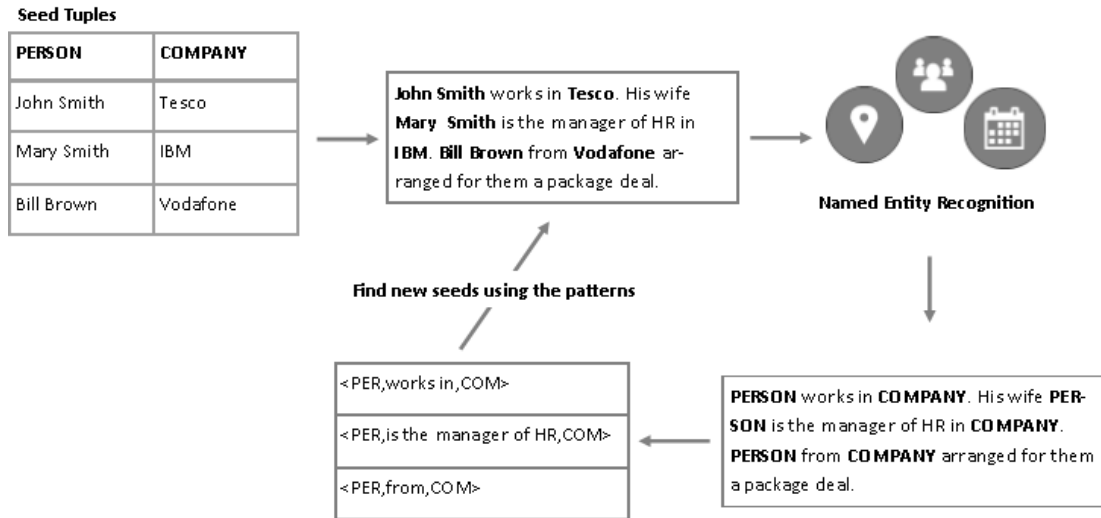 Seed Tuples
PERSON COMPANY
John Smith Tesco
Mary Smith IBM
Bill Brown Vodafone
John Smith works in Tesco. His wife
Mary Smith is the manager of HR in
IBM. Bill Brown from Vodafone ar-
ranged for them a package deal.
Named Entity Recognition
Find new seeds using the patterns
<PER,works in,COM>
<PER,is the manager of HR,COM>
<PER,from,COM>
PERSON works in COMPANY. His wife PER-
SON is the manager of HR in COMPANY.
PERSON from COMPANY arranged for them
a package deal.